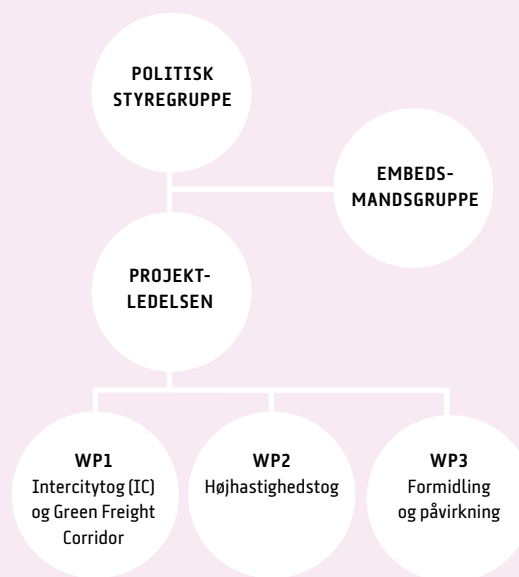 POLITISK
STYREGRUPPE
EMBEDS-
MANDSGRUPPE
PROJEKT-
LEDELSEN
WP1
Intercitytog (IC)
og Green Freight
Corridor
WP2
Højhastighedstog
WP3
Formidling
og påvirkning